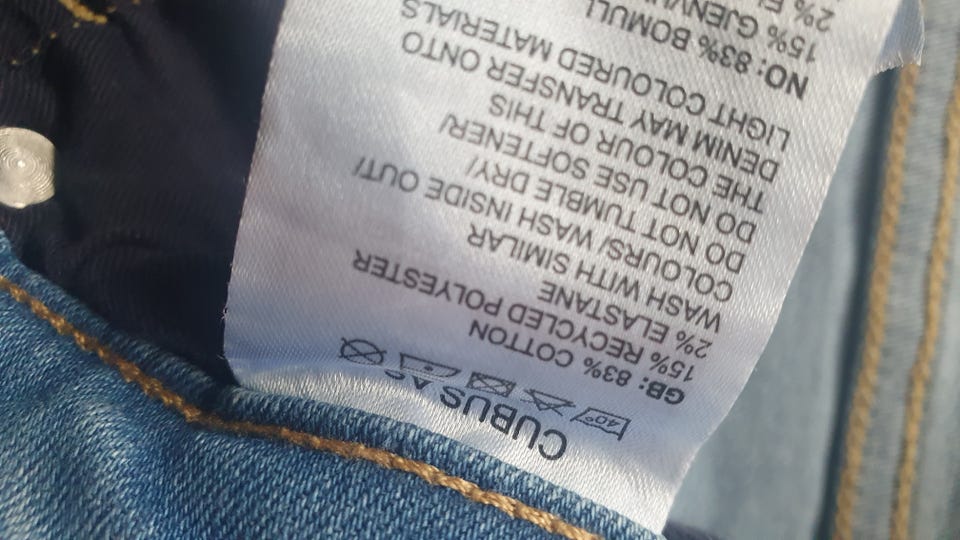 CUBUS AS
40°
GB: 83% COTTON
15% RECYCLED POLYESTER
2% ELASTANE
WASH WITH SIMILAR
COLOURS/ WASH INSIDE OUT/
DO NOT TUMBLE DRY/
DO NOT USE SOFTENER/
THE COLOUR OF THIS
DENIM MAY TRANSFER ONTO
LIGHT COLOURED MATERIALS
NO: 83% BOMULL
15%
2%